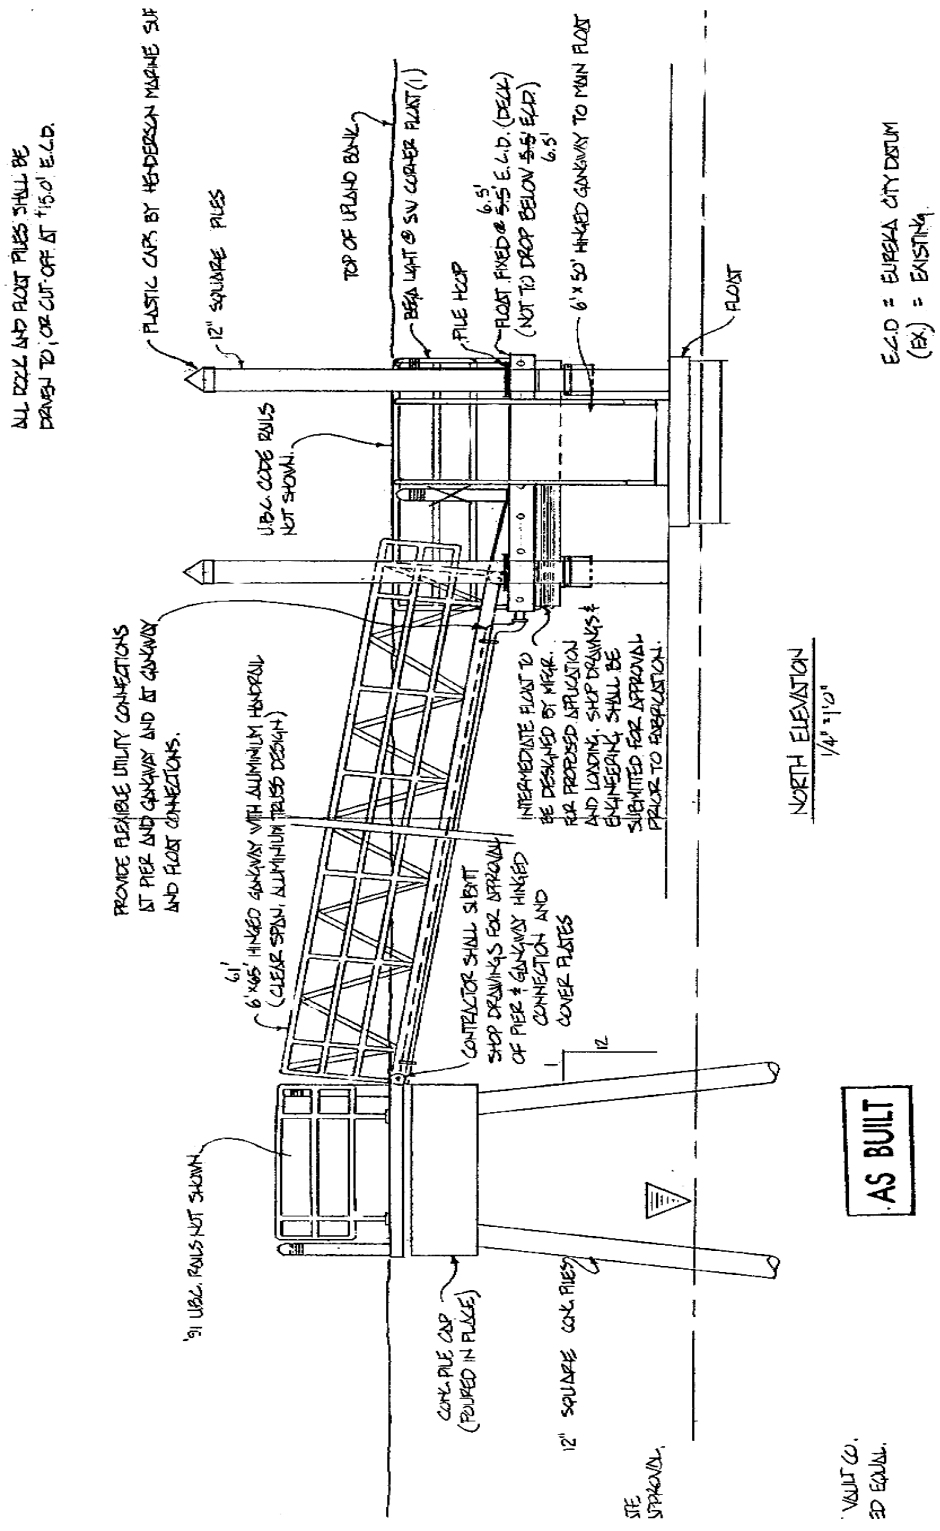 ALL DOCK AND FLOAT PILES SHALL BE
DRIVEN TO, OR CUT-OFF AT +15.0' E.C.D.
PLASTIC CAPS BY HENDERSON MARINE
12" SQUARE PILES
TOP OF UPLAND BANK
LIGHT @ SW CORNER FLOAT (1)
PILE HOOP
6.5'
FLOAT FIXED @ 5.5' E.C.D. (DECK)
(NOT TO DROP BELOW 5.5' E.C.D.)
6.5'
6'x50' HINGED GANGWAY TO MAIN FLOAT
FLOAT
E.C.D = EUREKA CITY DATUM
(EX.) = EXISTING.
U.B.C. CODE RAILS
NOT SHOWN.
PROVIDE FLEXIBLE UTILITY CONNECTIONS
AT PIER AND GANGWAY AND AT GANGWAY
AND FLOAT CONNECTIONS.
61'
6'x65' HINGED GANGWAY WITH ALUMINIUM HANDRAIL
(CLEAR SPAN, ALUMINIUM TRUSS DESIGN)
INTERMEDIATE FLOAT TO
BE DESIGNED BY MFGR.
FOR PROPOSED APPLICATION
AND LOADING. SHOP DRAWINGS &
ENGINEERING SHALL BE
SUBMITTED FOR APPROVAL
PRIOR TO FABRICATION.
CONTRACTOR SHALL SUBMIT
SHOP DRAWINGS FOR APPROVAL
OF PIER & GANGWAY HINGED
CONNECTION AND
COVER PLATES
1
12
NORTH ELEVATION
1/4"=1'0"
'91 U.B.C. RAILS NOT SHOWN
CONC. PILE CAP
(POURED IN PLACE)
12" SQUARE CONC. PILES
AS BUILT
APPROVAL.
VAULT CO.
EQUAL.